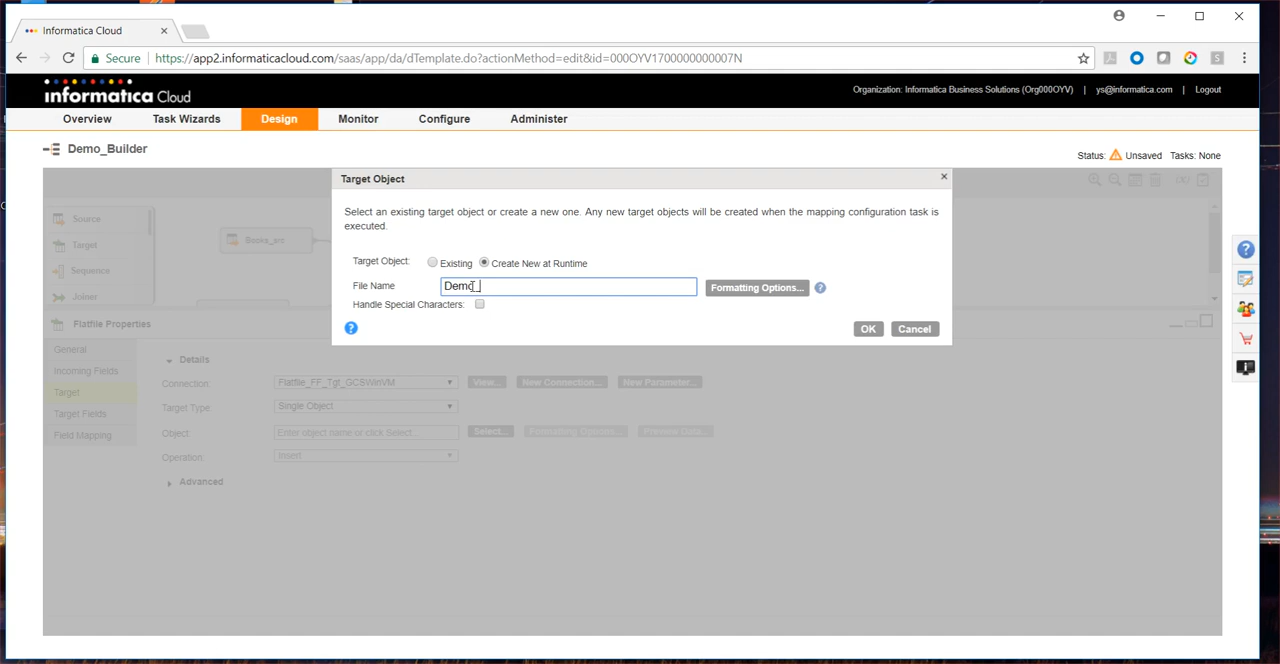 Informatica Cloud
Secure https://app2.informaticacloud.com/saas/app/da/dTemplate.do?actionMethod=edit&id=000OYV1700000000007N
informatica Cloud
Organization: Informatica Business Solutions (Org000OYV) | ys@informatica.com | Logout
Overview Task Wizards Design Monitor Configure Administer
Demo_Builder
Status: Unsaved Tasks: None
Target Object
Select an existing target object or create a new one. Any new target objects will be created when the mapping configuration task is
executed.
Target Object: Existing Create New at Runtime
File Name Demo_ Formatting Options...
Handle Special Characters:
OK Cancel
Source
Target
Sequence
Joiner
Books_src
Flatfile Properties
General
Incoming Fields
Target
Target Fields
Field Mapping
Details
Connection: Flatfile_FF_Tgt_GCSWinVM View... New Connection... New Parameter...
Target Type: Single Object
Object: Enter object name or click Select... Select... Formatting Options... Preview Data...
Operation: Insert
Advanced